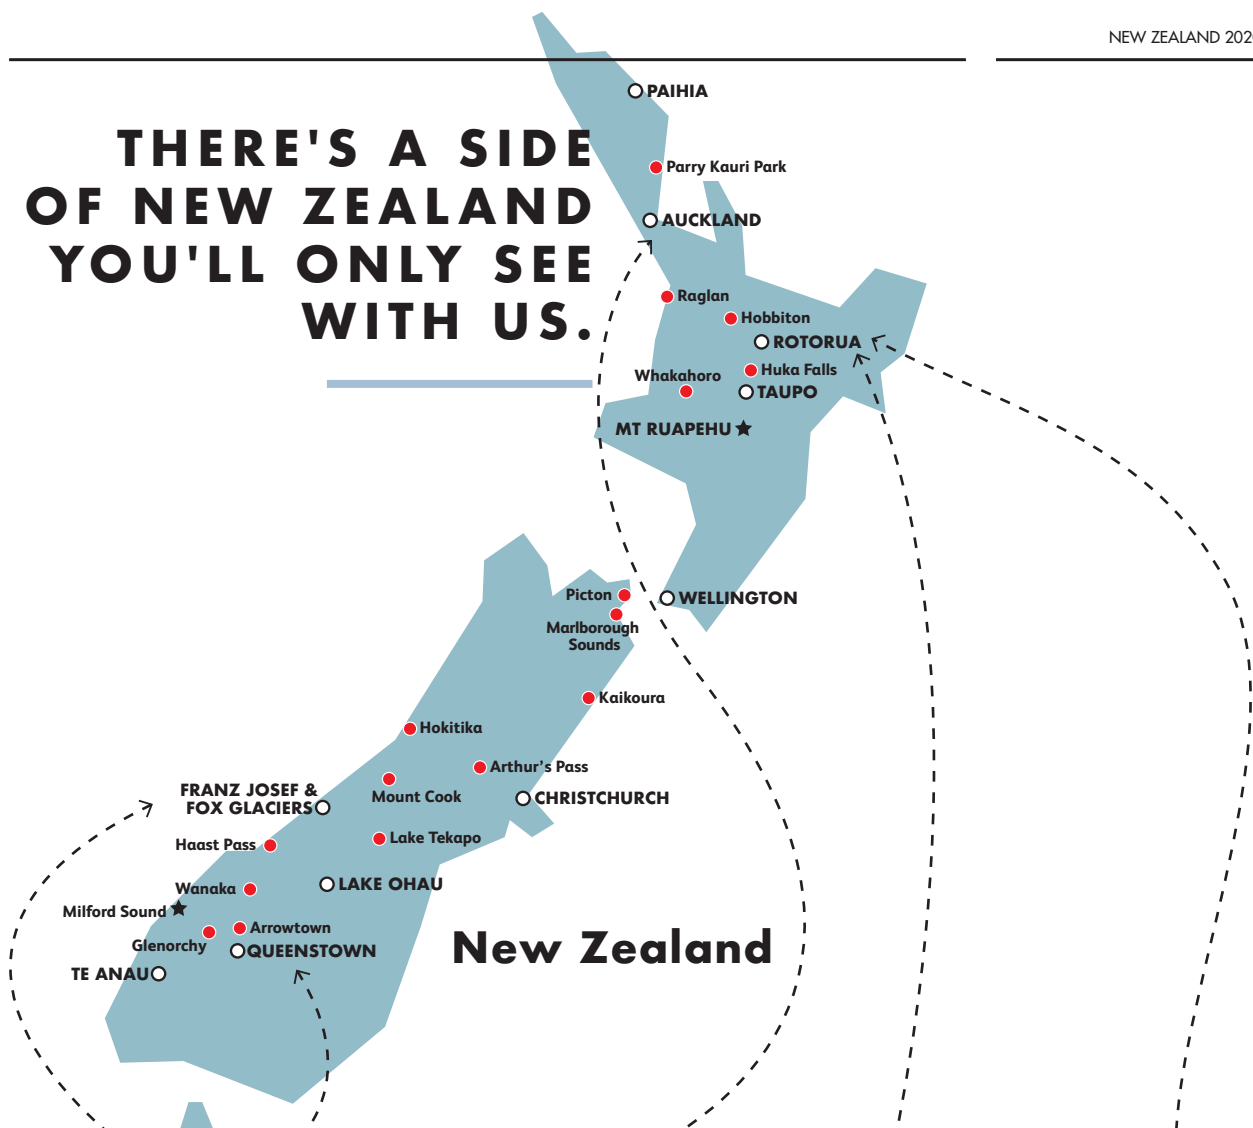 NEW ZEALAND 202
THERE'S A SIDE
OF NEW ZEALAND
YOU'LL ONLY SEE
WITH US.
PAIHIA
Parry Kauri Park
AUCKLAND
Raglan
Hobbiton
ROTORUA
Huka Falls
Whakahoro
TAUPO
MT RUAPEHU
Picton
WELLINGTON
Marlborough
Sounds
Kaikoura
Hokitika
Arthur's Pass
Mount Cook
FRANZ JOSEF &
FOX GLACIERS
CHRISTCHURCH
Haast Pass
Lake Tekapo
Wanaka
LAKE OHAU
Milford Sound
Arrowtown
Glenorchy
QUEENSTOWN
TE ANAU
New Zealand